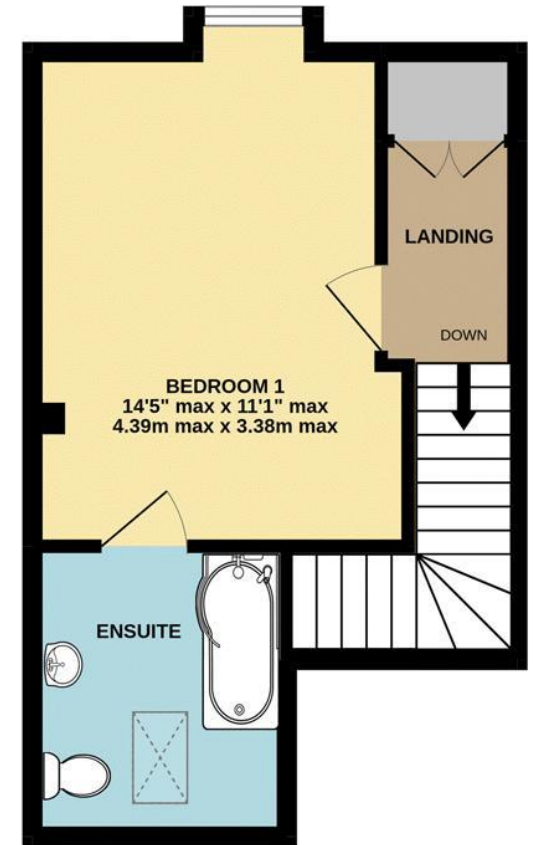 LANDING
DOWN
BEDROOM 1
14'5" max x 11'1" max
4.39m max x 3.38m max
ENSUITE